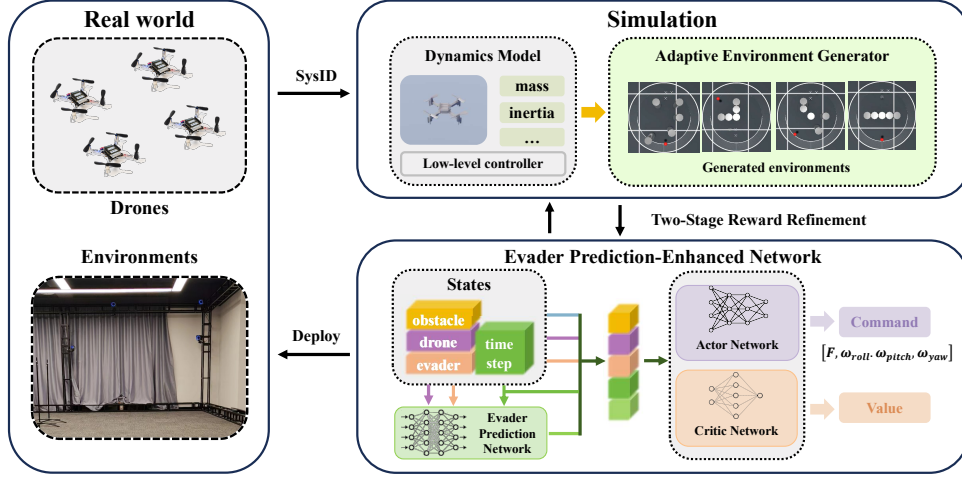 Real world
Drones
Environments
SysID
Deploy
Simulation
Dynamics Model
mass
inertia
...
Low-level controller
Adaptive Environment Generator
Generated environments
Two-Stage Reward Refinement
Evader Prediction-Enhanced Network
States
obstacle
drone
evader
time
step
Evader
Prediction
Network
Actor Network
Critic Network
Command
[F, ω_roll. ω_pitch, ω_yaw]
Value